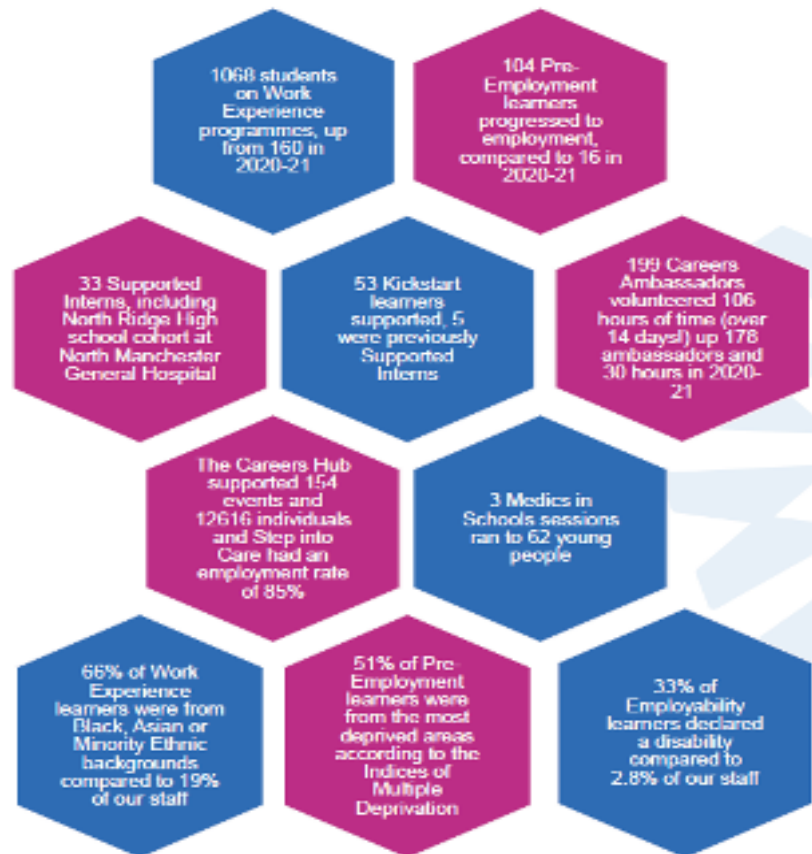 1068 students
on Work
Experience
programmes, up
from 160 in
2020-21
104 Pre-
Employment
learners
progressed to
employment,
compared to 16 in
2020-21
33 Supported
Interns, including
North Ridge High
school cohort at
North Manchester
General Hospital
53 Kickstart
learners
supported, 5
were previously
Supported
Interns
199 Careers
Ambassadors
volunteered 106
hours of time (over
14 days!) up 178
ambassadors and
30 hours in 2020-
21
The Careers Hub
supported 154
events and
12616 individuals
and Step into
Care had an
employment rate
of 85%
3 Medics in
Schools sessions
ran to 62 young
people
66% of Work
Experience
learners were from
Black, Asian or
Minority Ethnic
backgrounds
compared to 19%
of our staff
51% of Pre-
Employment
learners were
from the most
deprived areas
according to the
Indices of
Multiple
Deprivation
33% of
Employability
learners declared
a disability
compared to
2.8% of our staff